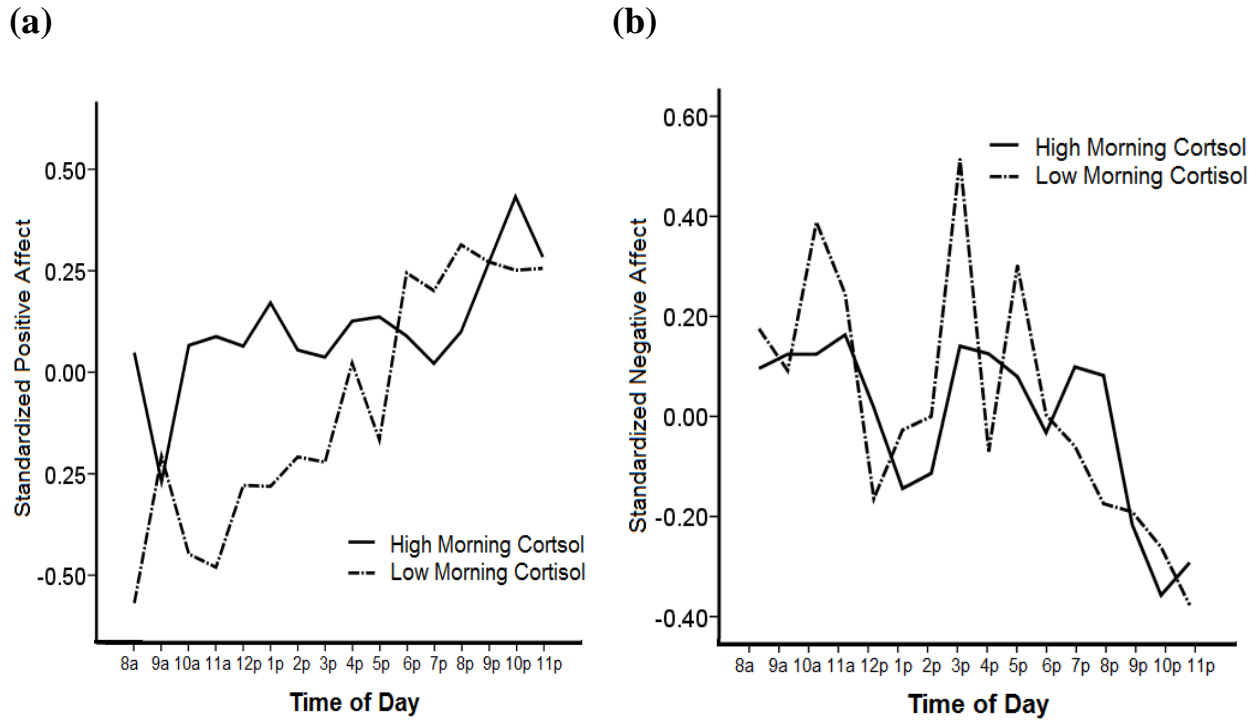 (a)
Standardized Positive Affect
0.50
0.25
0.00
0.25
-0.50
High Morning Cortsol
Low Morning Cortisol
8a 9a 10a 11a 12p 1p 2p 3p 4p 5p 6p 7p 8p 9p 10p 11p
Time of Day
(b)
Standardized Negative Affect
0.60
0.40
0.20
0.00
-0.20
-0.40
High Morning Cortsol
Low Morning Cortisol
8a 9a 10a 11a 12p 1p 2p 3p 4p 5p 6p 7p 8p 9p 10p 11p
Time of Day